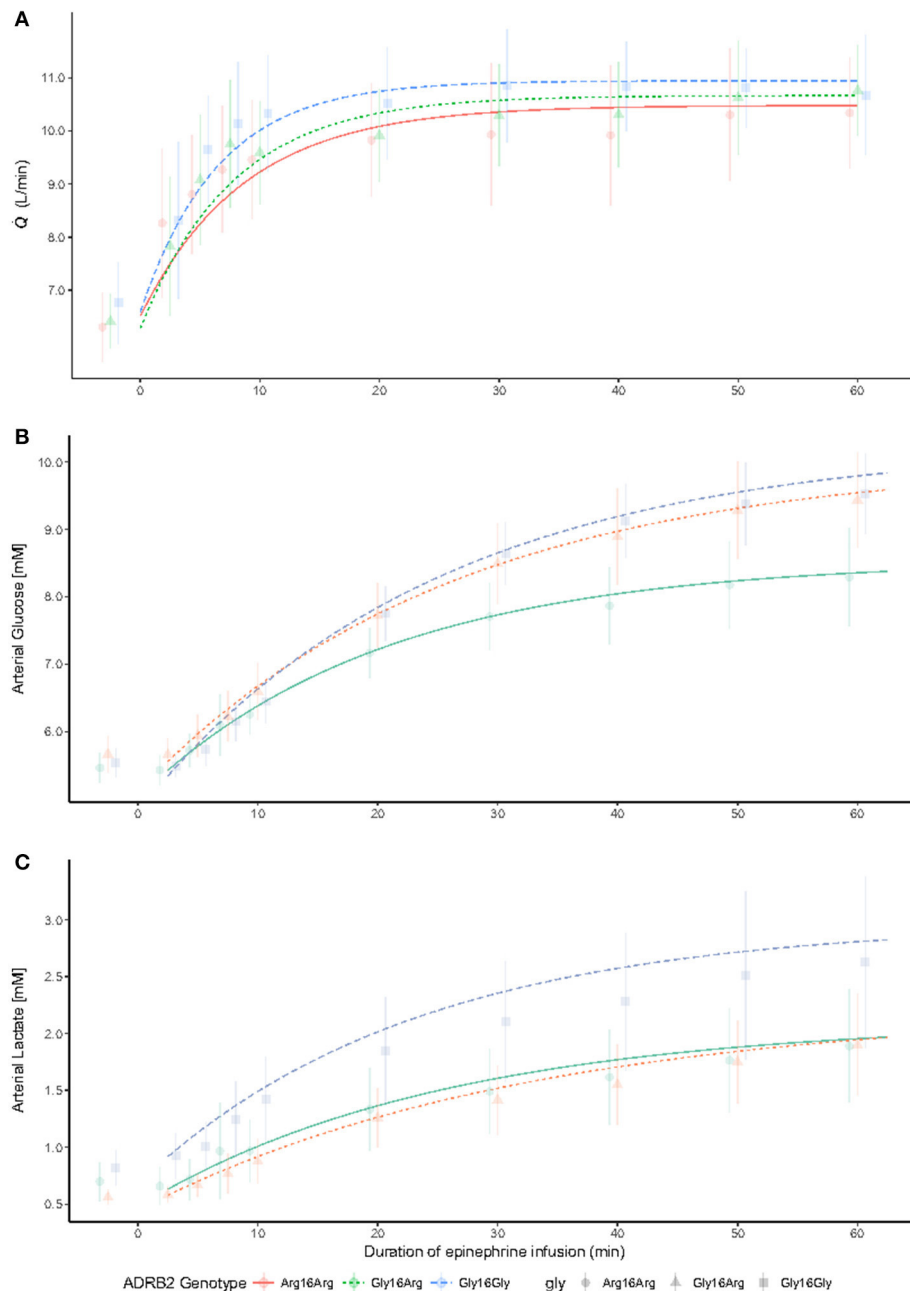 A
11.0
10.0
9.0
8.0
7.0
Q̇ (L/min)
0 10 20 30 40 50 60
B
10.0
9.0
8.0
7.0
6.0
Arterial Glucose [mM]
0 10 20 30 40 50 60
C
3.0
2.5
2.0
1.5
1.0
0.5
Arterial Lactate [mM]
0 10 20 30 40 50 60
Duration of epinephrine infusion (min)
ADRB2 Genotype Arg16Arg Gly16Arg Gly16Gly gly Arg16Arg Gly16Arg Gly16Gly